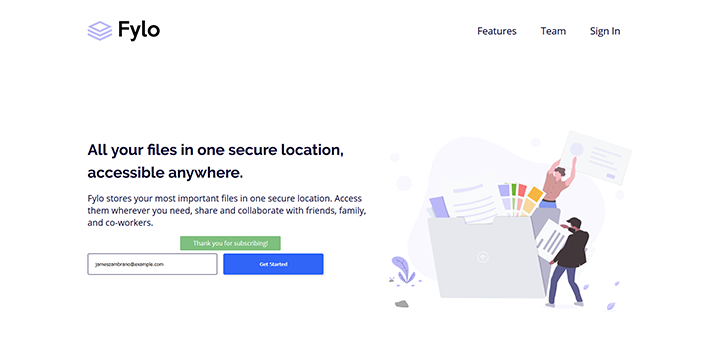 Fylo
Features
Team
Sign In
All your files in one secure location,
accessible anywhere.
Fylo stores your most important files in one secure location. Access
them wherever you need, share and collaborate with friends, family,
and co-workers.
Thank you for subscribing!
jameszambrano@example.com
Get Started